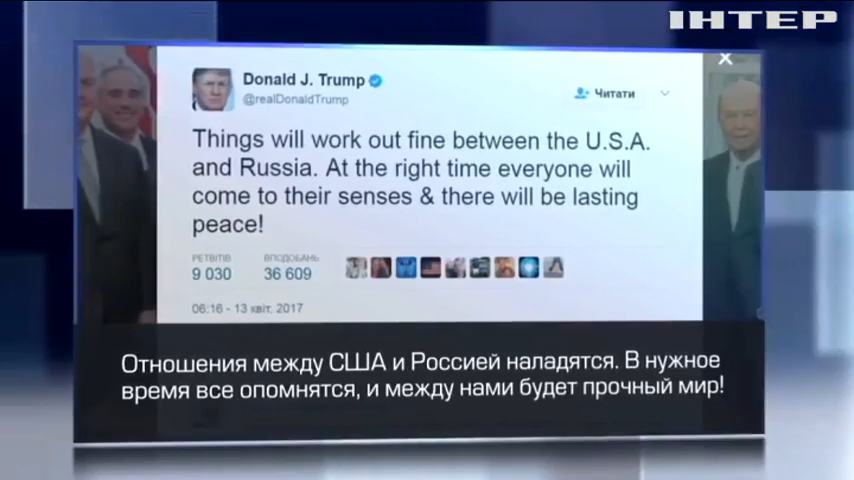 ІНТЕР
Donald J. Trump
@realDonaldTrump
Читати
Things will work out fine between the U.S.A.
and Russia. At the right time everyone will
come to their senses & there will be lasting
peace!
РЕТВІТІВ
ВПОДОБАНЬ
9 030
36 609
06:16 - 13 квіт. 2017
Отношения между США и Россией наладятся. В нужное
время все опомнятся, и между нами будет прочный мир!